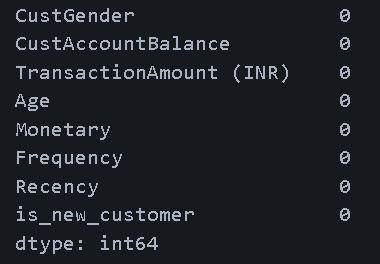 CustGender 0
CustAccountBalance 0
TransactionAmount (INR) 0
Age 0
Monetary 0
Frequency 0
Recency 0
is_new_customer 0
dtype: int64